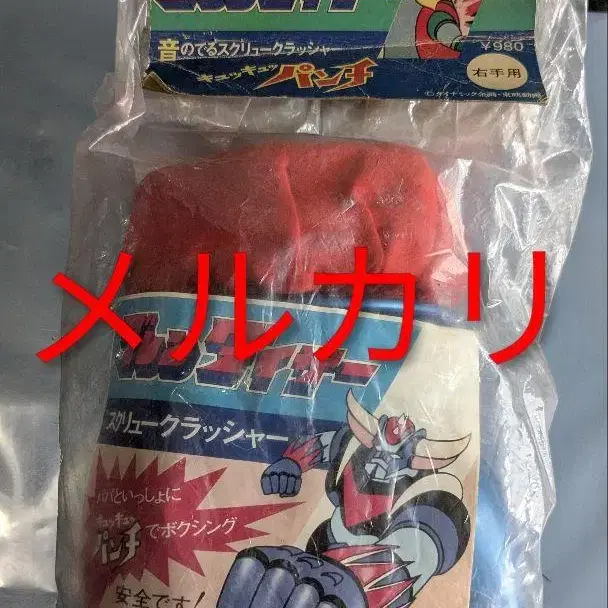 音のでるスクリュークラッシャー
キュッキュッパンチ
¥980
右手用
©ダイナミック企画・東映動画
メルカリ
スクリュークラッシャー
パパといっしょに
キュッキュッ
パンチでボクシング
安全です!